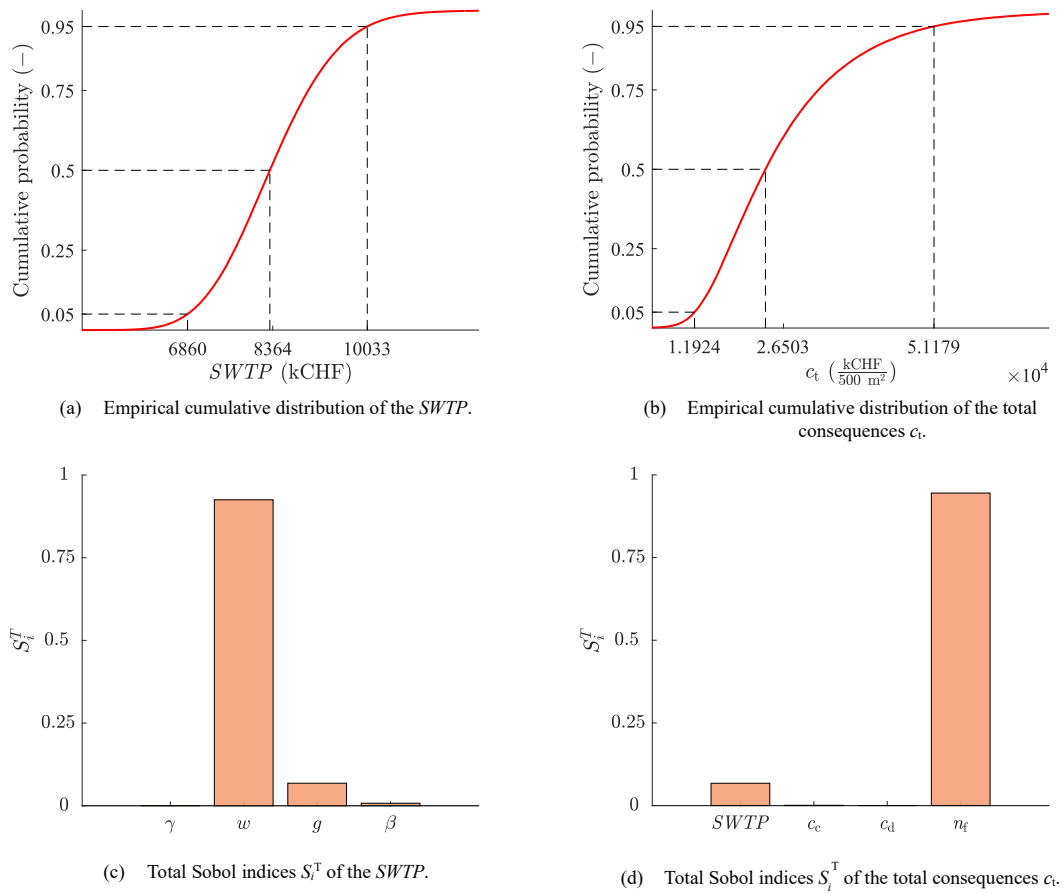 0.95
0.75
0.5
0.25
0.05
Cumulative probability (−)
6860 8364 10033
SWTP (kCHF)
(a) Empirical cumulative distribution of the SWTP.
0.95
0.75
0.5
0.25
0.05
Cumulative probability (−)
1.1924 2.6503 5.1179
c_t (kCHF/500 m²) ×10⁴
(b) Empirical cumulative distribution of the total
consequences c_t.
1
0.75
0.5
0.25
0
S_i^T
γ w g β
(c) Total Sobol indices S_i^T of the SWTP.
1
0.75
0.5
0.25
0
S_i^T
SWTP c_c c_d n_f
(d) Total Sobol indices S_i^T of the total consequences c_t.